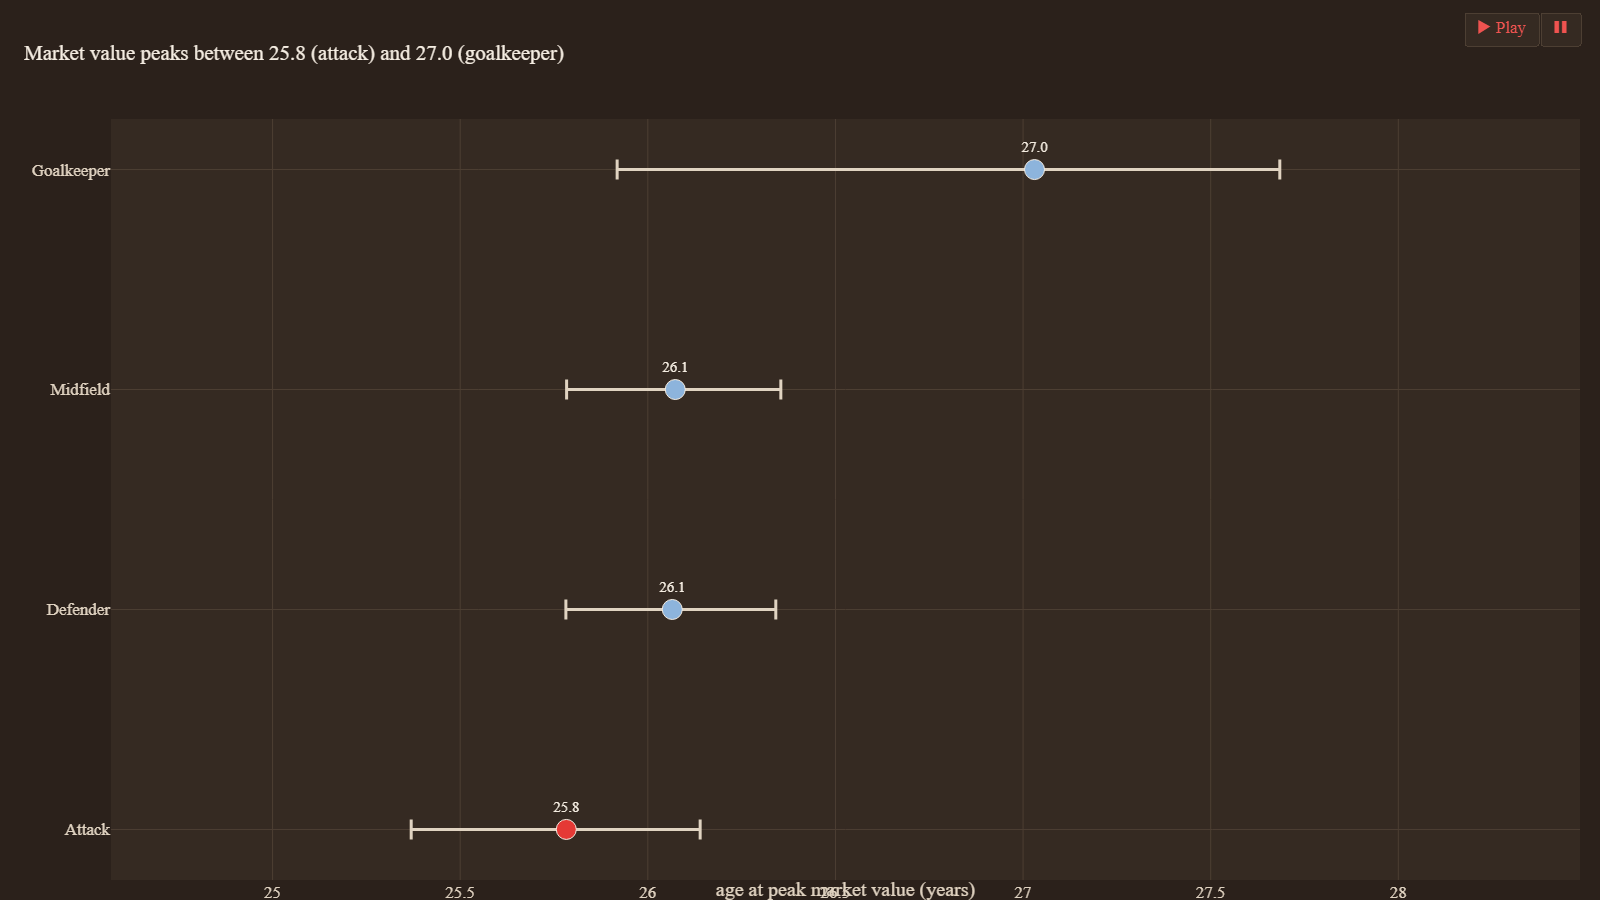 Play
Market value peaks between 25.8 (attack) and 27.0 (goalkeeper)
27.0
Goalkeeper
26.1
Midfield
26.1
Defender
25.8
Attack
25 25.5 26 26.5 27 27.5 28
age at peak market value (years)